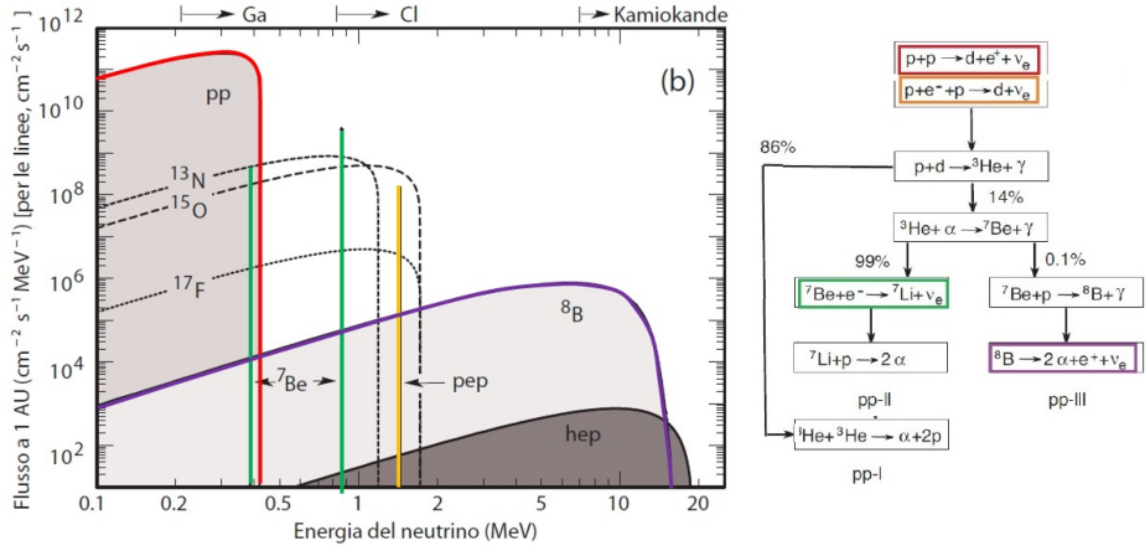 Ga Cl Kamiokande
Flusso a 1 AU (cm⁻² s⁻¹ MeV⁻¹) [per le linee, cm⁻² s⁻¹]
10¹²
10¹⁰
10⁸
10⁶
10⁴
10²
(b)
pp
¹³N
¹⁵O
¹⁷F
⁸B
⁷Be
pep
hep
0.1 0.5 1 5 10 20
Energia del neutrino (MeV)
p+p → d+e⁺+ νₑ
p+e⁻+p → d+νₑ
86%
p+d → ³He+ γ
14%
³He+ α → ⁷Be+ γ
99% 0.1%
⁷Be+e⁻ → ⁷Li+ νₑ
⁷Be+p → ⁸B+ γ
⁷Li+p → 2 α
⁸B → 2 α+e⁺+νₑ
pp-II pp-III
³He+ ³He → α+2p
pp-I